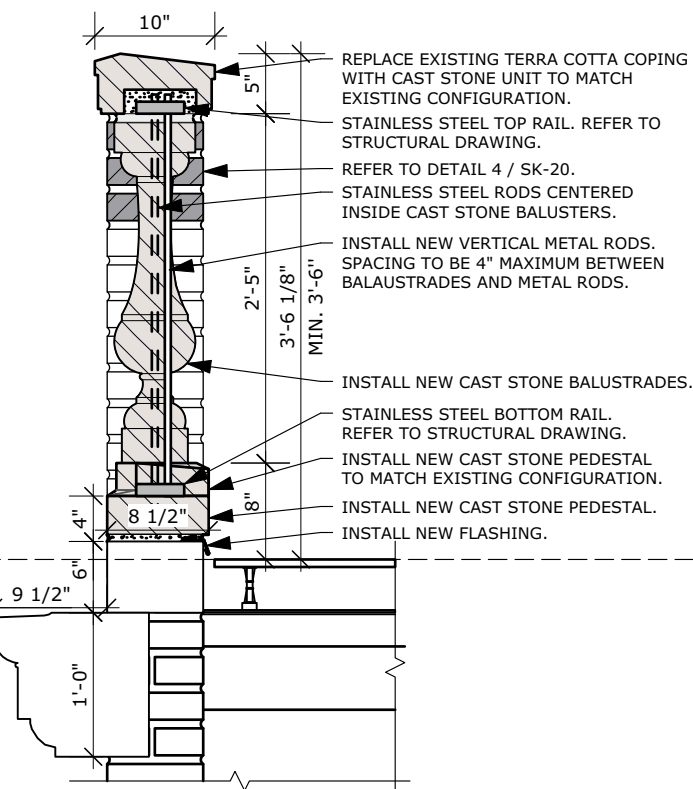 10"
REPLACE EXISTING TERRA COTTA COPING
WITH CAST STONE UNIT TO MATCH
EXISTING CONFIGURATION.
5"
STAINLESS STEEL TOP RAIL. REFER TO
STRUCTURAL DRAWING.
REFER TO DETAIL 4 / SK-20.
STAINLESS STEEL RODS CENTERED
INSIDE CAST STONE BALUSTERS.
INSTALL NEW VERTICAL METAL RODS.
SPACING TO BE 4" MAXIMUM BETWEEN
BALAUSTRADES AND METAL RODS.
2'-5"
3'-6 1/8"
MIN. 3'-6''
INSTALL NEW CAST STONE BALUSTRADES.
STAINLESS STEEL BOTTOM RAIL.
REFER TO STRUCTURAL DRAWING.
INSTALL NEW CAST STONE PEDESTAL
TO MATCH EXISTING CONFIGURATION.
INSTALL NEW CAST STONE PEDESTAL.
8"
4"
8 1/2"
INSTALL NEW FLASHING.
6"
9 1/2"
1'-0"